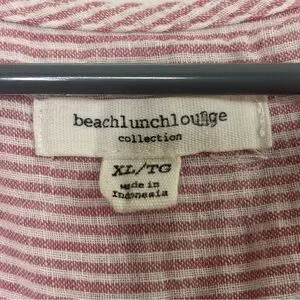 beachlunchlounge
collection
XL/TG
Made in
Indonesia